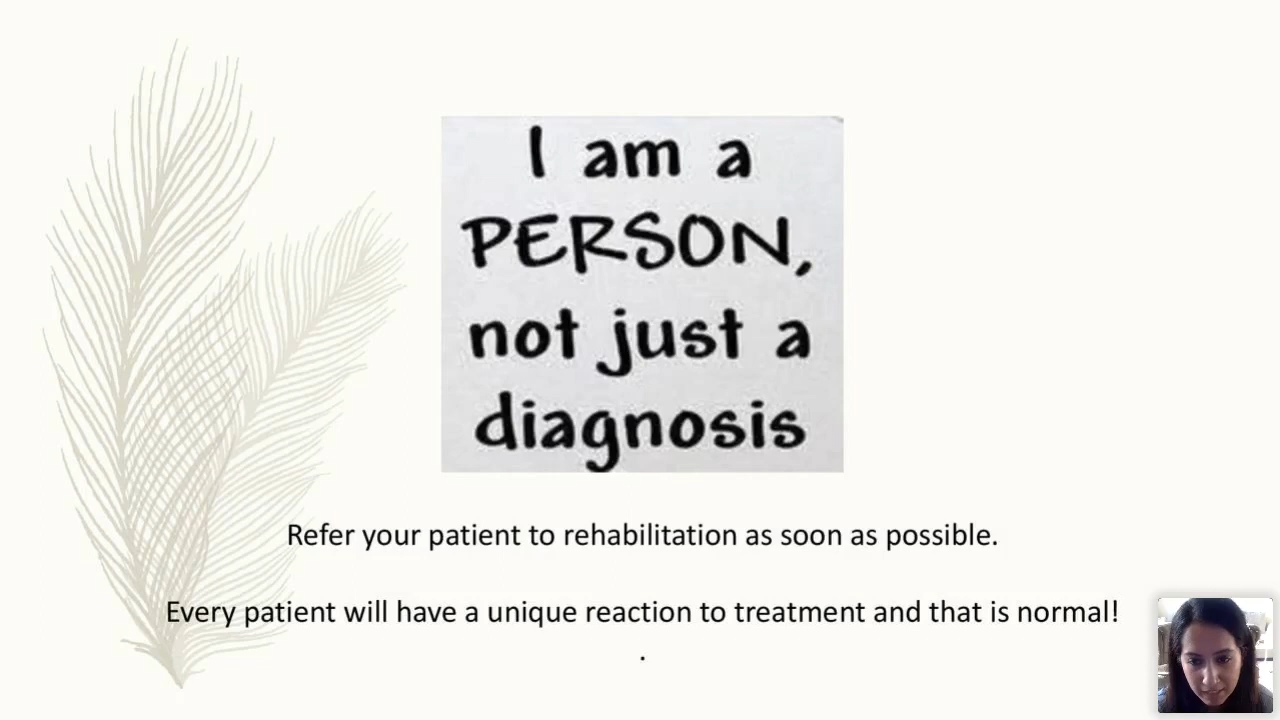 I am a
PERSON,
not just a
diagnosis
Refer your patient to rehabilitation as soon as possible.
Every patient will have a unique reaction to treatment and that is normal!
.